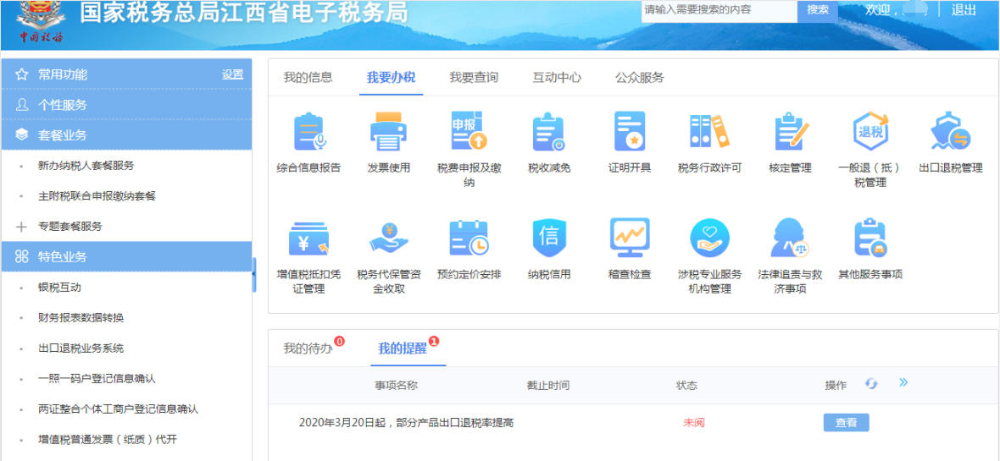 国家税务总局江西省电子税务局
中国税务
请输入需要搜索的内容 搜索 欢迎, 退出
常用功能 设置
个性服务
套餐业务
新办纳税人套餐服务
主附税联合申报缴纳套餐
专题套餐服务
特色业务
银税互动
财务报表数据转换
出口退税业务系统
一照一码户登记信息确认
两证整合个体工商户登记信息确认
增值税普通发票（纸质）代开
我的信息 我要办税 我要查询 互动中心 公众服务
申报 退税
综合信息报告 发票使用 税费申报及缴 税收减免 证明开具 税务行政许可 核定管理 一般退（抵） 出口退税管理
纳 税管理
¥ ¥ 信
增值税抵扣凭 税务代保管资 预约定价安排 纳税信用 稽查检查 涉税专业服务 法律追责与救 其他服务事项
证管理 金收取 机构管理 济事项
我的待办 0 我的提醒 1
事项名称 截止时间 状态 操作
2020年3月20日起，部分产品出口退税率提高 未阅 查看